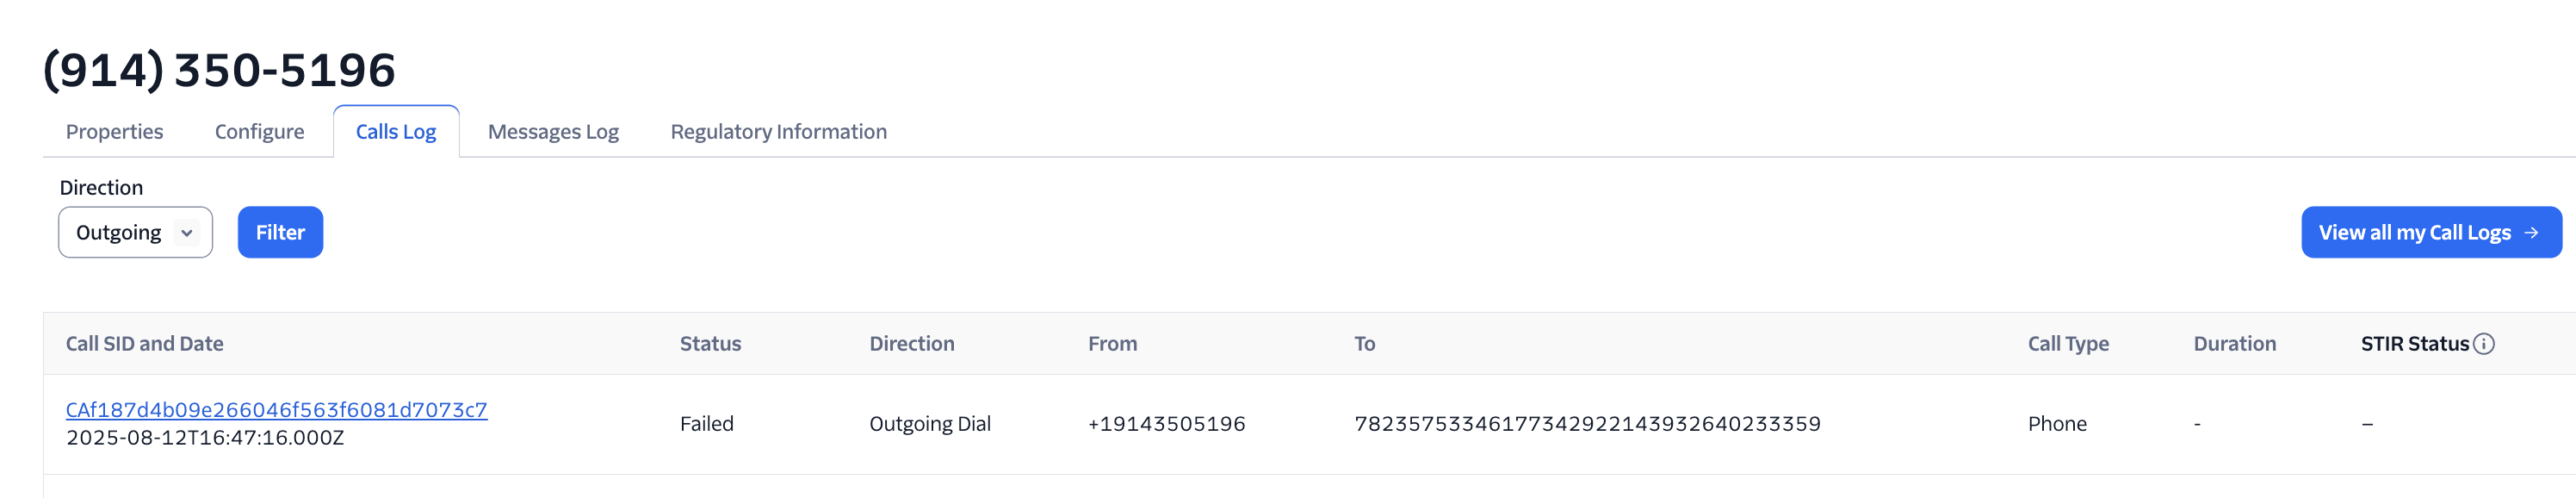 (914) 350-5196
Properties Configure Calls Log Messages Log Regulatory Information
Direction
Outgoing Filter View all my Call Logs →
Call SID and Date Status Direction From To Call Type Duration STIR Status
CAf187d4b09e266046f563f6081d7073c7
2025-08-12T16:47:16.000Z
Failed Outgoing Dial +19143505196 782357533461773429221439326402333​59 Phone - –